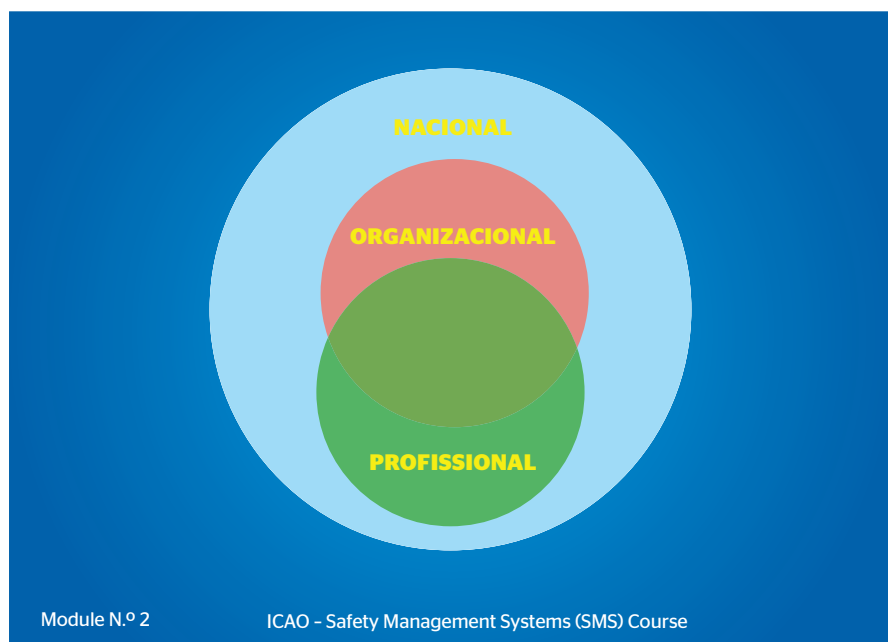 NACIONAL
ORGANIZACIONAL
PROFISSIONAL
Module N.º 2
ICAO - Safety Management Systems (SMS) Course